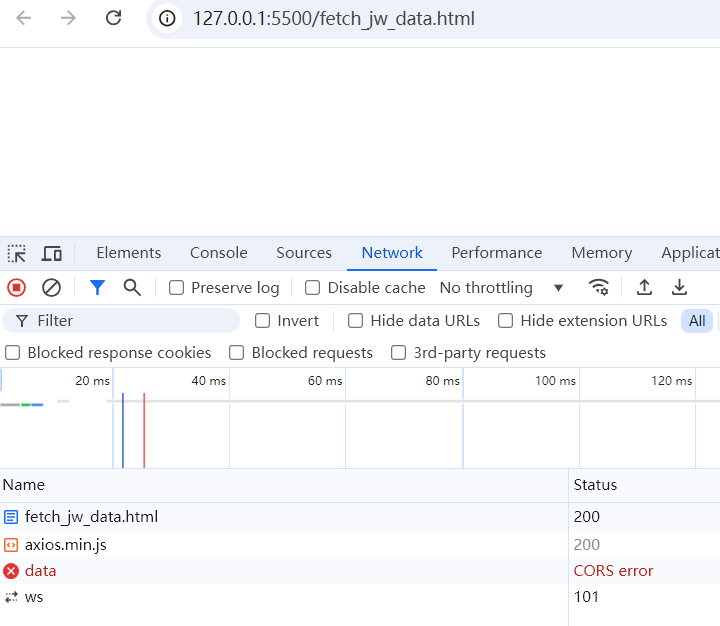 127.0.0.1:5500/fetch_jw_data.html
Elements Console Sources Network Performance Memory Applicat
Preserve log Disable cache No throttling
Filter Invert Hide data URLs Hide extension URLs All
Blocked response cookies Blocked requests 3rd-party requests
20 ms 40 ms 60 ms 80 ms 100 ms 120 ms
Name Status
fetch_jw_data.html 200
axios.min.js 200
data CORS error
ws 101